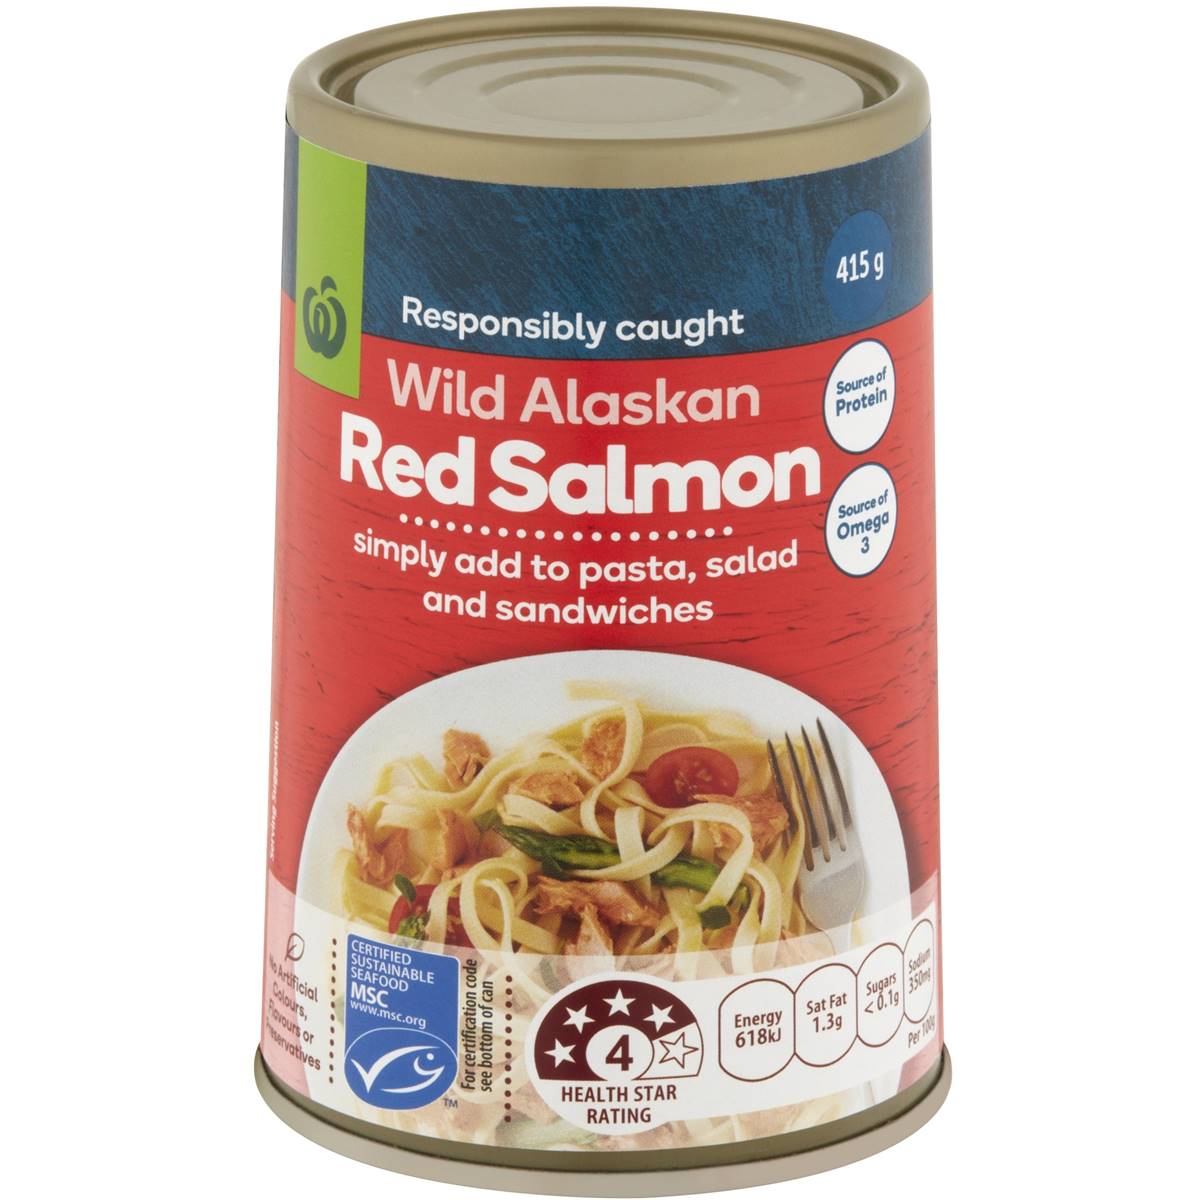 415 g
Responsibly caught
Wild Alaskan
Red Salmon
simply add to pasta, salad
and sandwiches
Source of
Protein
Source of
Omega
3
Serving Suggestion
No Artificial
Colours,
Flavours or
Preservatives
CERTIFIED
SUSTAINABLE
SEAFOOD
MSC
www.msc.org
TM
For certification code
see bottom of can
4
HEALTH STAR
RATING
Energy
618kJ
Sat Fat
1.3g
Sugars
< 0.1g
Sodium
350mg
Per 100g